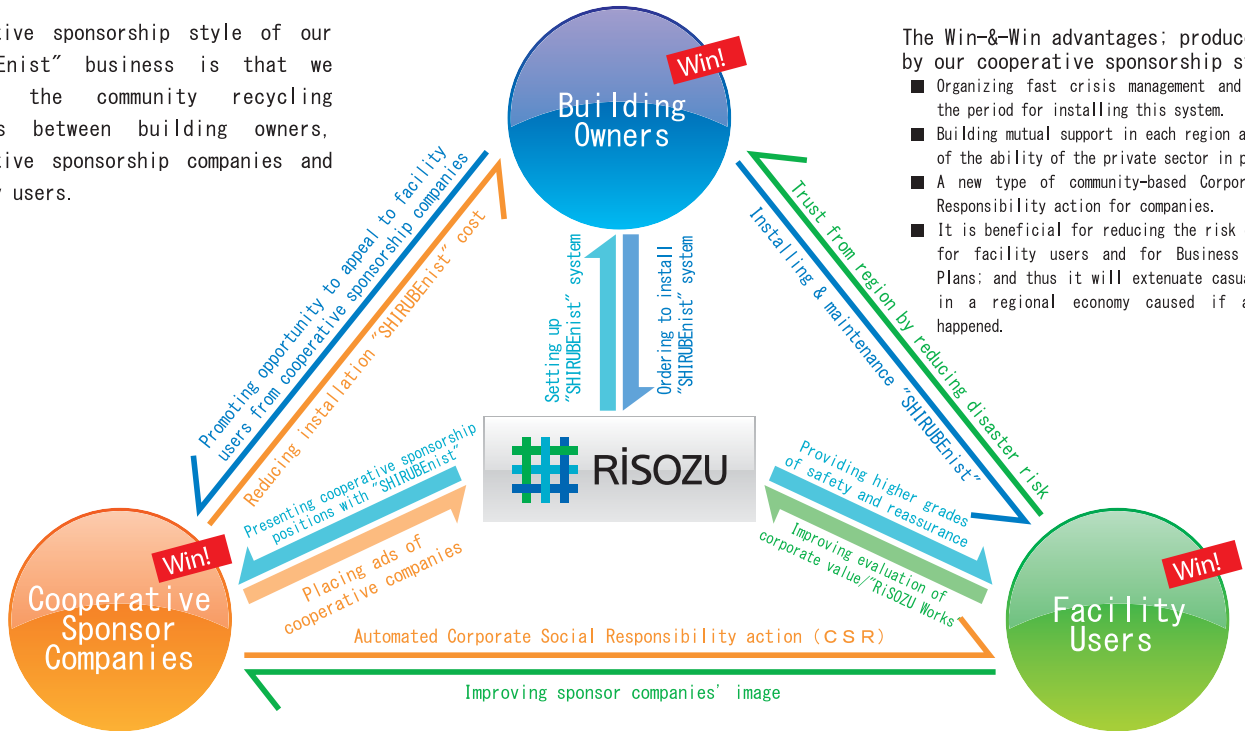 sponsorship style of our
business is that we
the community recycling
between building owners,
sponsorship companies and
users.
Win!
Building
Owners
The Win-&-Win advantages;
by our cooperative sponsorship
■ Organizing fast crisis management and
the period for installing this system.
■ Building mutual support in each region
of the ability of the private sector in
■ A new type of community-based
Responsibility action for companies.
■ It is beneficial for reducing the risk
for facility users and for Business
Plans; and thus it will extenuate
in a regional economy caused if
happened.
Promoting opportunity to appeal to facility
users from cooperative sponsorship companies
Reducing installation "SHIRUBEnist" cost
Setting up
"SHIRUBEnist" system
Ordering to install
"SHIRUBEnist" system
Trust from region by reducing disaster risk
Installing & maintenance "SHIRUBEnist"
RiSOZU
Presenting cooperative sponsorship
positions with "SHIRUBEnist"
Placing ads of
cooperative companies
Providing higher grades
of safety and reassurance
Improving evaluation of
corporate value/"RiSOZU Works"
Win!
Cooperative
Sponsor
Companies
Win!
Facility
Users
Automated Corporate Social Responsibility action (CSR)
Improving sponsor companies' image